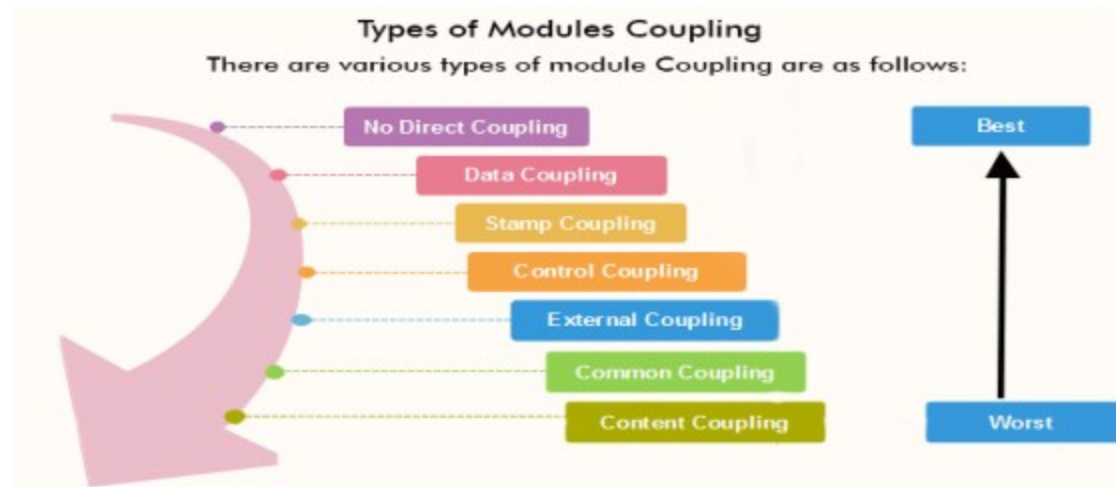 Types of Modules Coupling
There are various types of module Coupling are as follows:
No Direct Coupling
Best
Data Coupling
Stamp Coupling
Control Coupling
External Coupling
Common Coupling
Content Coupling
Worst